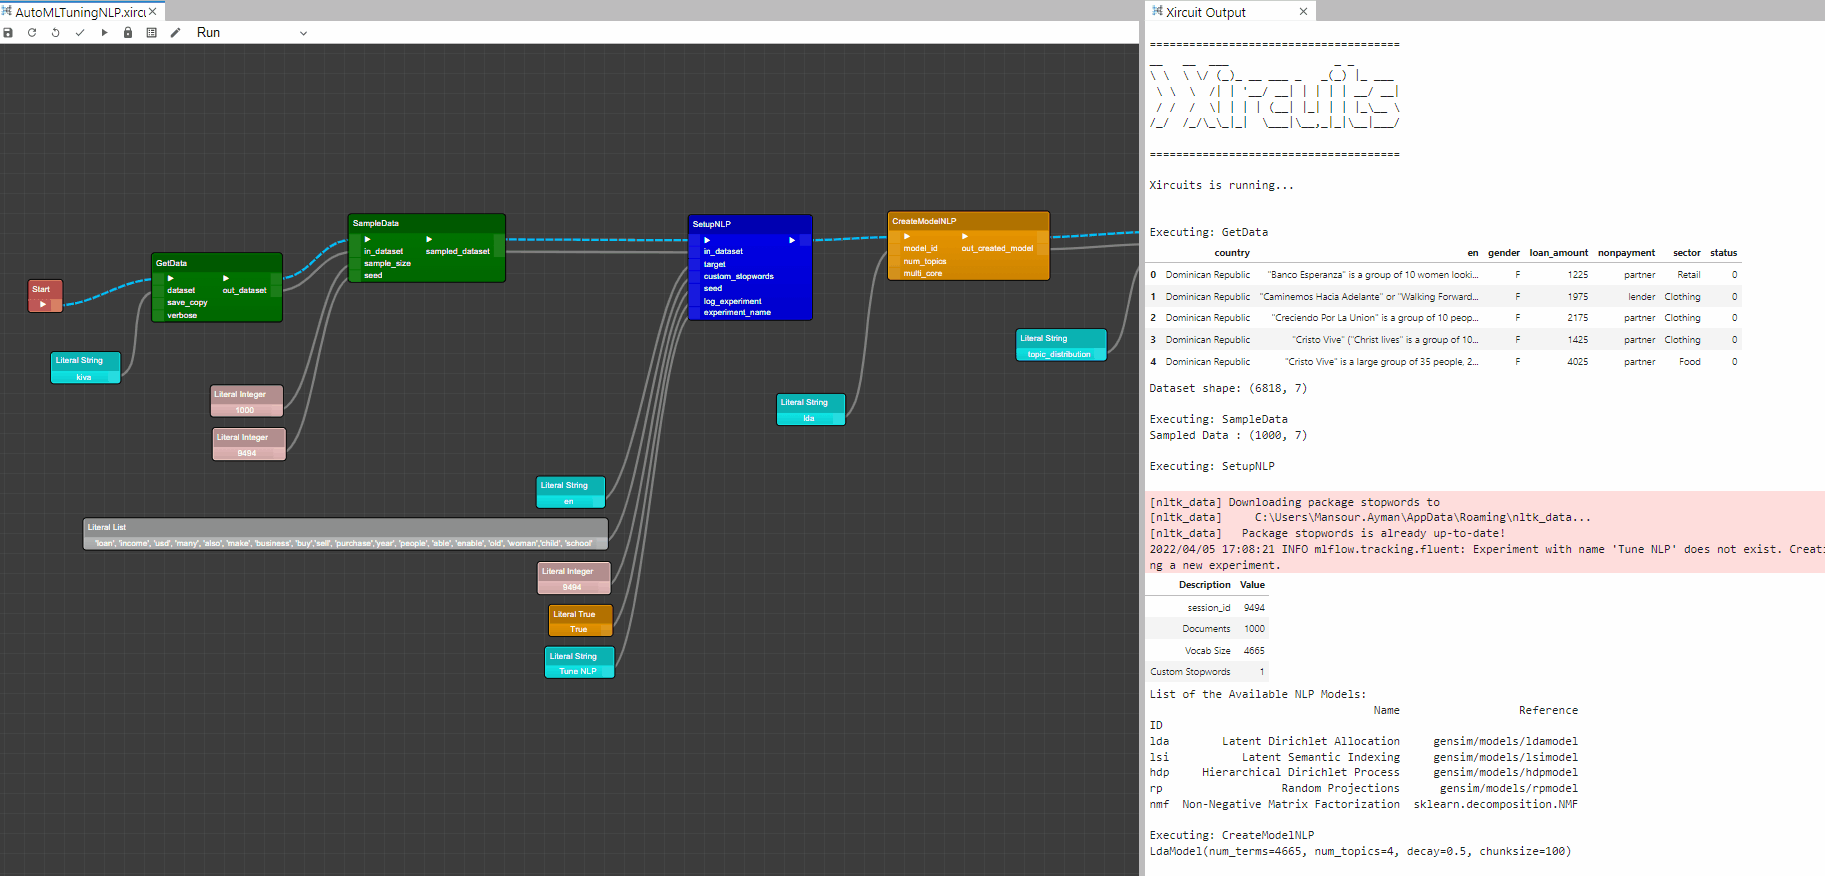 AutoMLTuningNLP.xircu
Run
Start
GetData
dataset
out_dataset
save_copy
verbose
Literal String
kiva
SampleData
in_dataset
sampled_dataset
sample_size
seed
Literal Integer
1000
Literal Integer
9494
SetupNLP
in_dataset
target
custom_stopwords
seed
log_experiment
experiment_name
Literal String
en
Literal List
'loan', 'income', 'usd', 'many', 'also', 'make', 'business', 'buy','sell', 'purchase','year', 'people', 'able', 'enable', 'old', 'woman','child', 'school'
Literal Integer
9494
Literal True
True
Literal String
Tune NLP
CreateModelNLP
model_id
out_created_model
num_topics
multi_core
Literal String
lda
Literal String
topic_distribution
Xircuit Output
======================================
Xircuits
======================================
Xircuits is running...
Executing: GetData
country en gender loan_amount nonpayment sector status
0 Dominican Republic "Banco Esperanza" is a group of 10 women looki... F 1225 partner Retail 0
1 Dominican Republic "Caminemos Hacia Adelante" or "Walking Forward... F 1975 lender Clothing 0
2 Dominican Republic "Creciendo Por La Union" is a group of 10 peop... F 2175 partner Clothing 0
3 Dominican Republic "Cristo Vive" ("Christ lives" is a group of 10... F 1425 partner Clothing 0
4 Dominican Republic "Cristo Vive" is a large group of 35 people, 2... F 4025 partner Food 0
Dataset shape: (6818, 7)
Executing: SampleData
Sampled Data : (1000, 7)
Executing: SetupNLP
[nltk_data] Downloading package stopwords to
[nltk_data]     C:\Users\Mansour.Ayman\AppData\Roaming\nltk_data...
[nltk_data]   Package stopwords is already up-to-date!
2022/04/05 17:08:21 INFO mlflow.tracking.fluent: Experiment with name 'Tune NLP' does not exist. Creati
ng a new experiment.
Description Value
session_id 9494
Documents 1000
Vocab Size 4665
Custom Stopwords 1
List of the Available NLP Models:
Name Reference
ID
lda Latent Dirichlet Allocation gensim/models/ldamodel
lsi Latent Semantic Indexing gensim/models/lsimodel
hdp Hierarchical Dirichlet Process gensim/models/hdpmodel
rp Random Projections gensim/models/rpmodel
nmf Non-Negative Matrix Factorization sklearn.decomposition.NMF
Executing: CreateModelNLP
LdaModel(num_terms=4665, num_topics=4, decay=0.5, chunksize=100)